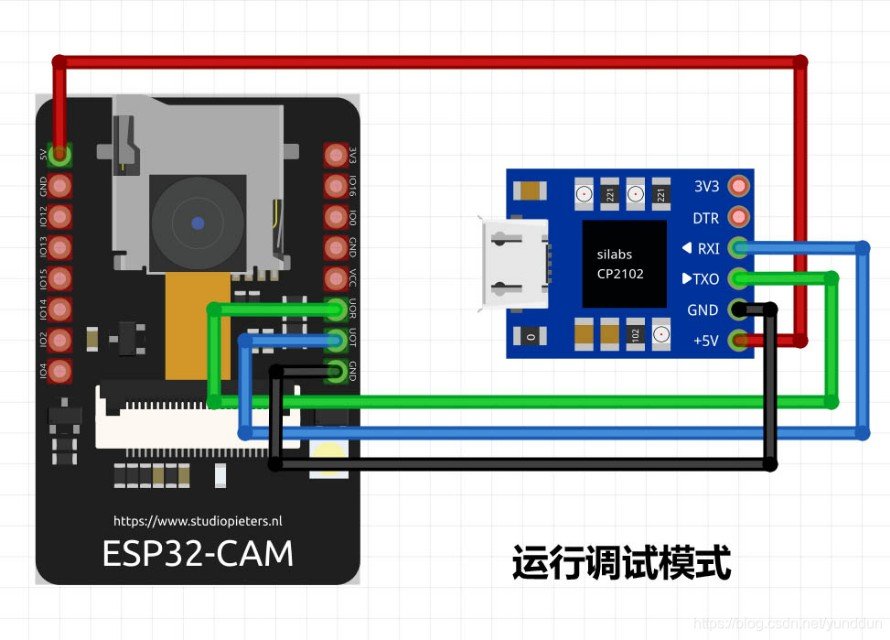 5V
GND
IO12
IO13
IO15
IO14
IO2
IO4
3V3
IO16
IO0
GND
VCC
UOR
UOT
GND
https://www.studiopieters.nl
ESP32-CAM
221
221
silabs
CP2102
0
102
3V3
DTR
RXI
TXO
GND
+5V
运行调试模式
https://blog.csdn.net/yunddun